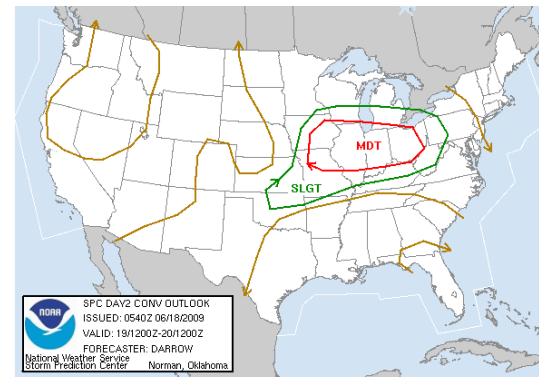 MDT
SLGT
NOAA
SPC DAY2 CONV OUTLOOK
ISSUED: 0540Z 06/18/2009
VALID: 19/1200Z-20/1200Z
FORECASTER: DARROW
National Weather Service
Storm Prediction Center Norman, Oklahoma